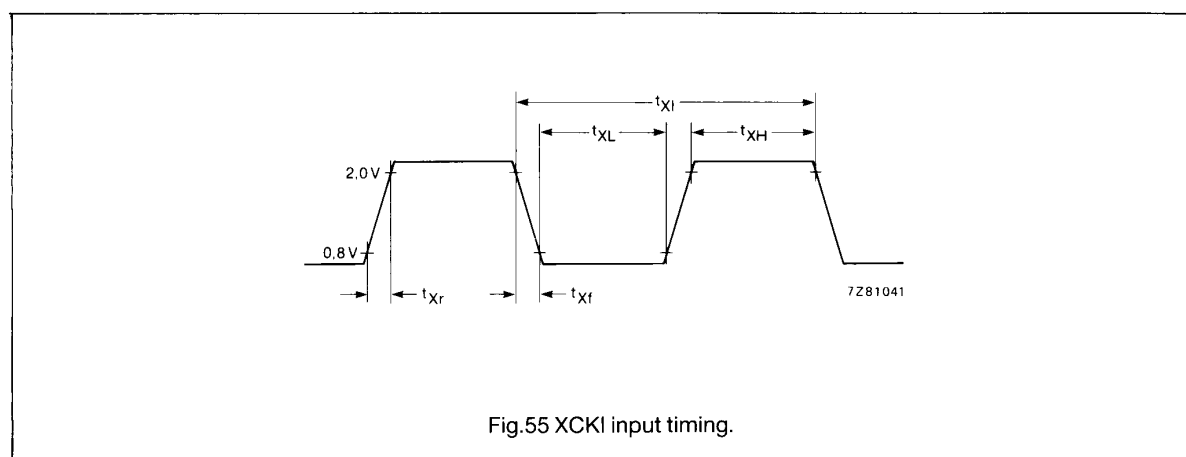 tXI
tXL
tXH
2,0 V
0,8 V
tXr
tXf
7Z81041
Fig.55 XCKI input timing.